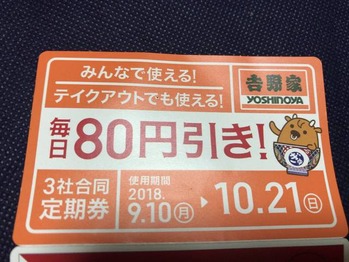 みんなで使える!
テイクアウトでも使える!
吉野家
YOSHINOYA
毎日80円引き!
3社合同
定期券
使用期間
2018.
9.10(月)▶10.21(日)